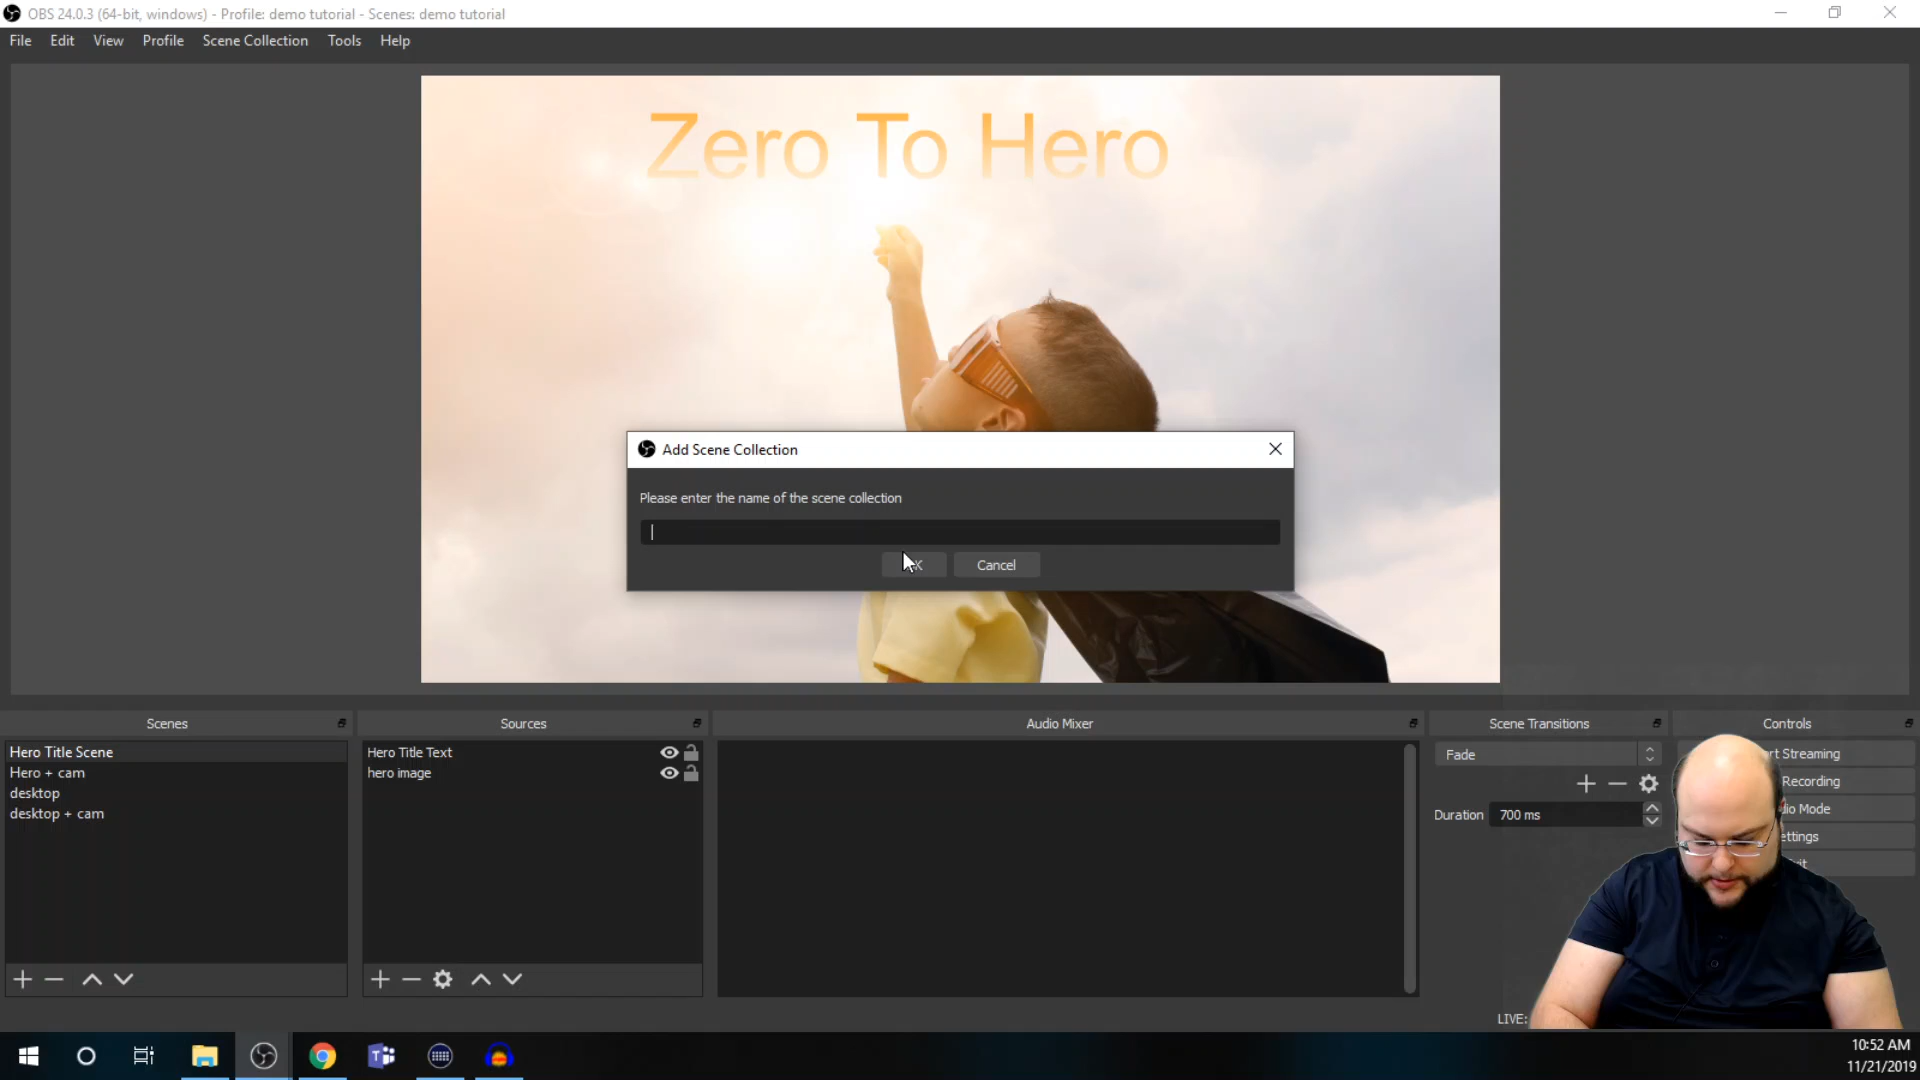 OBS 24.0.3 (64-bit, windows) - Profile: demo tutorial - Scenes: demo tutorial
File Edit View Profile Scene Collection Tools Help
Zero To Hero
Add Scene Collection
Please enter the name of the scene collection
Cancel
Scenes
Hero Title Scene
Hero + cam
desktop
desktop + cam
Sources
Hero Title Text
hero image
Audio Mixer
Scene Transitions
Fade
Duration 700 ms
Controls
Streaming
Recording
Mode
LIVE:
10:52 AM
11/21/2019